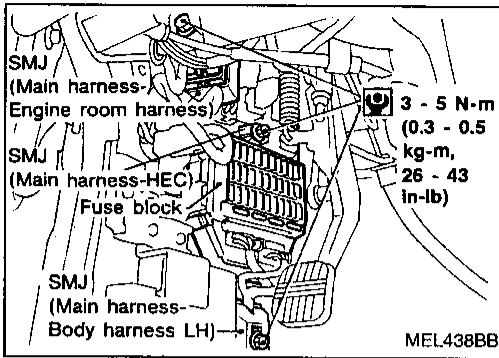 SMJ
(Main harness-
Engine room harness)
3 - 5 N•m
(0.3 - 0.5
kg-m,
26 - 43
in-lb)
SMJ
(Main harness-HEC)
Fuse block
SMJ
(Main harness-
Body harness LH)
MEL438BB